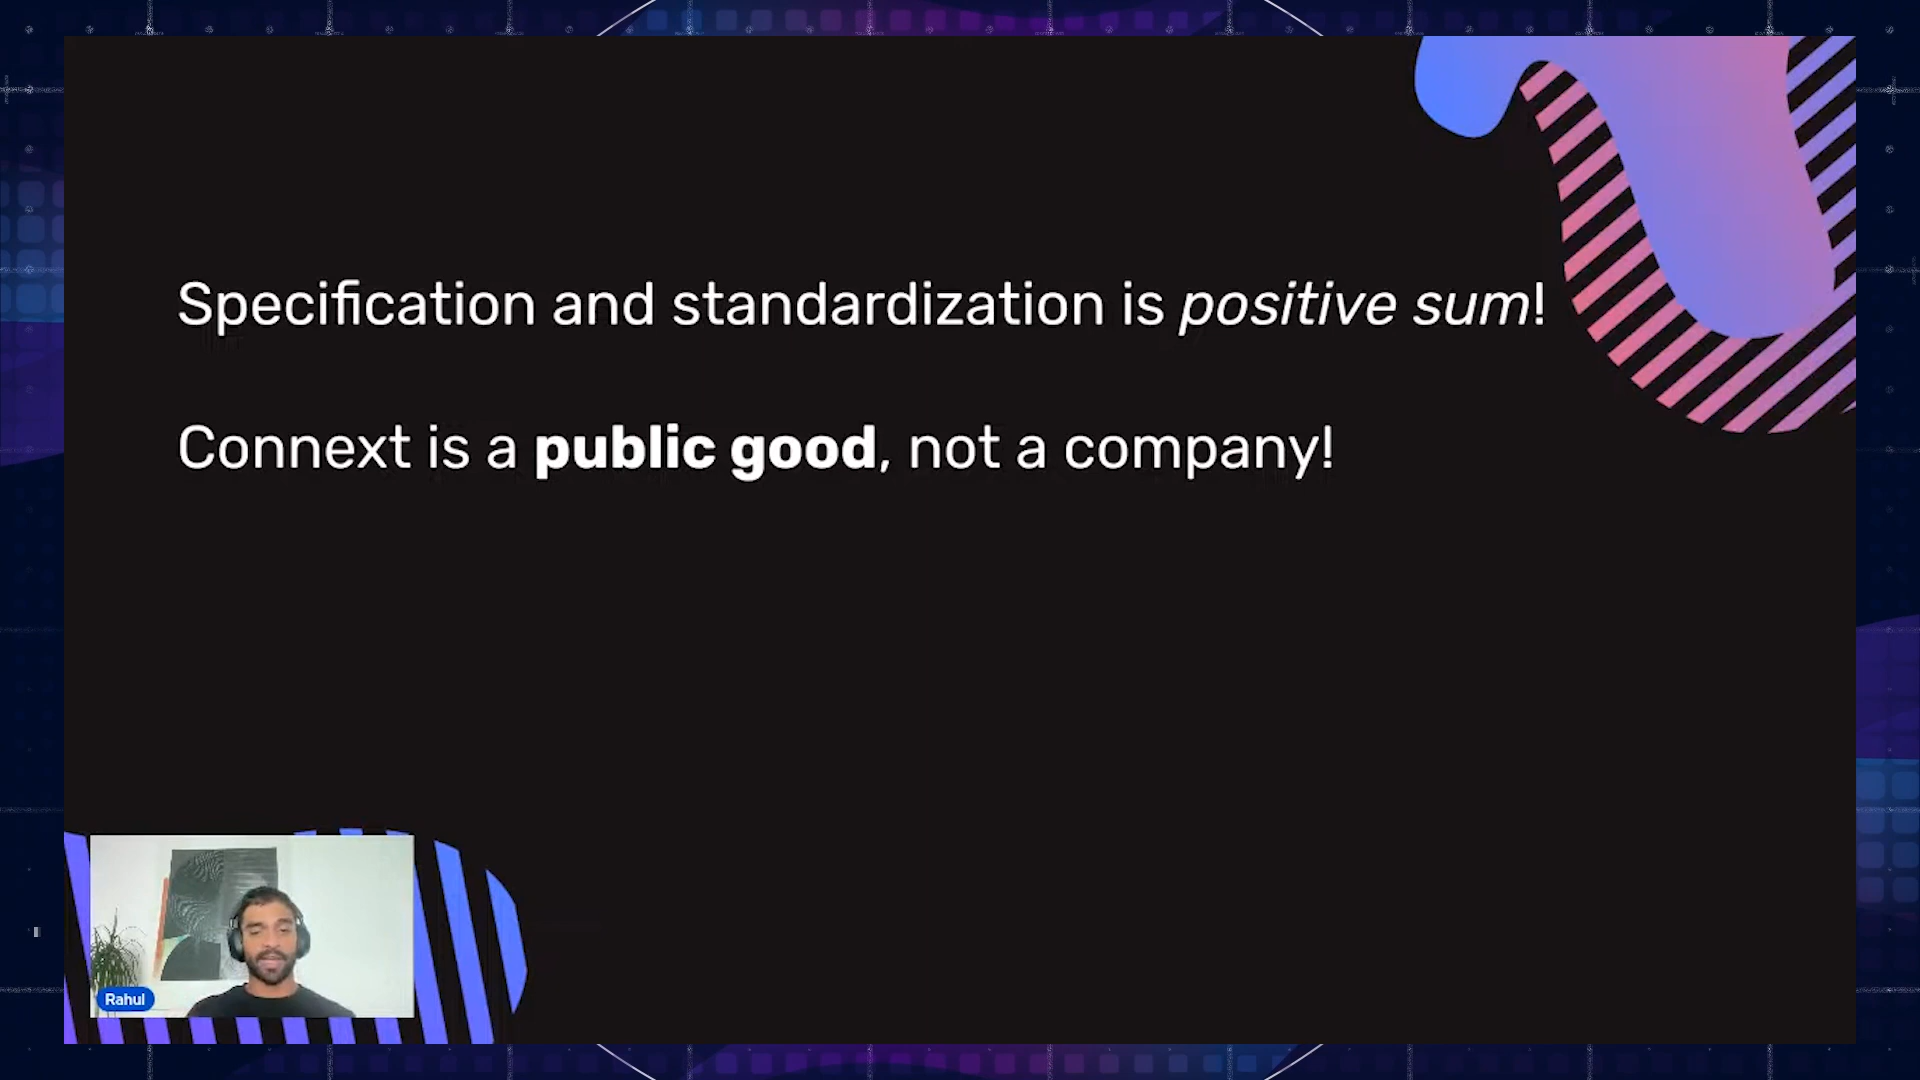 Specification and standardization is positive sum!
Connext is a public good, not a company!
Rahul